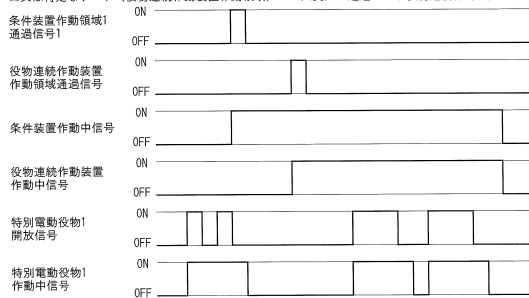 条件装置作動領域1
通過信号1
ON
OFF
役物連続作動装置
作動領域通過信号
ON
OFF
条件装置作動中信号
ON
OFF
役物連続作動装置
作動中信号
ON
OFF
特別電動役物1
開放信号
ON
OFF
特別電動役物1
作動中信号
ON
OFF